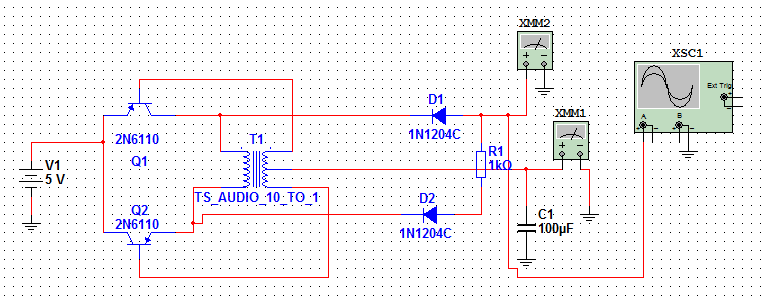 XMM2
XSC1
Ext Trig
+
-
A
B
+ -
+ -
+ -
XMM1
+ -
D1
1N1204C
2N6110
Q1
T1
R1
1kΩ
V1
5 V
TS_AUDIO_10_TO_1
Q2
2N6110
D2
1N1204C
C1
100µF